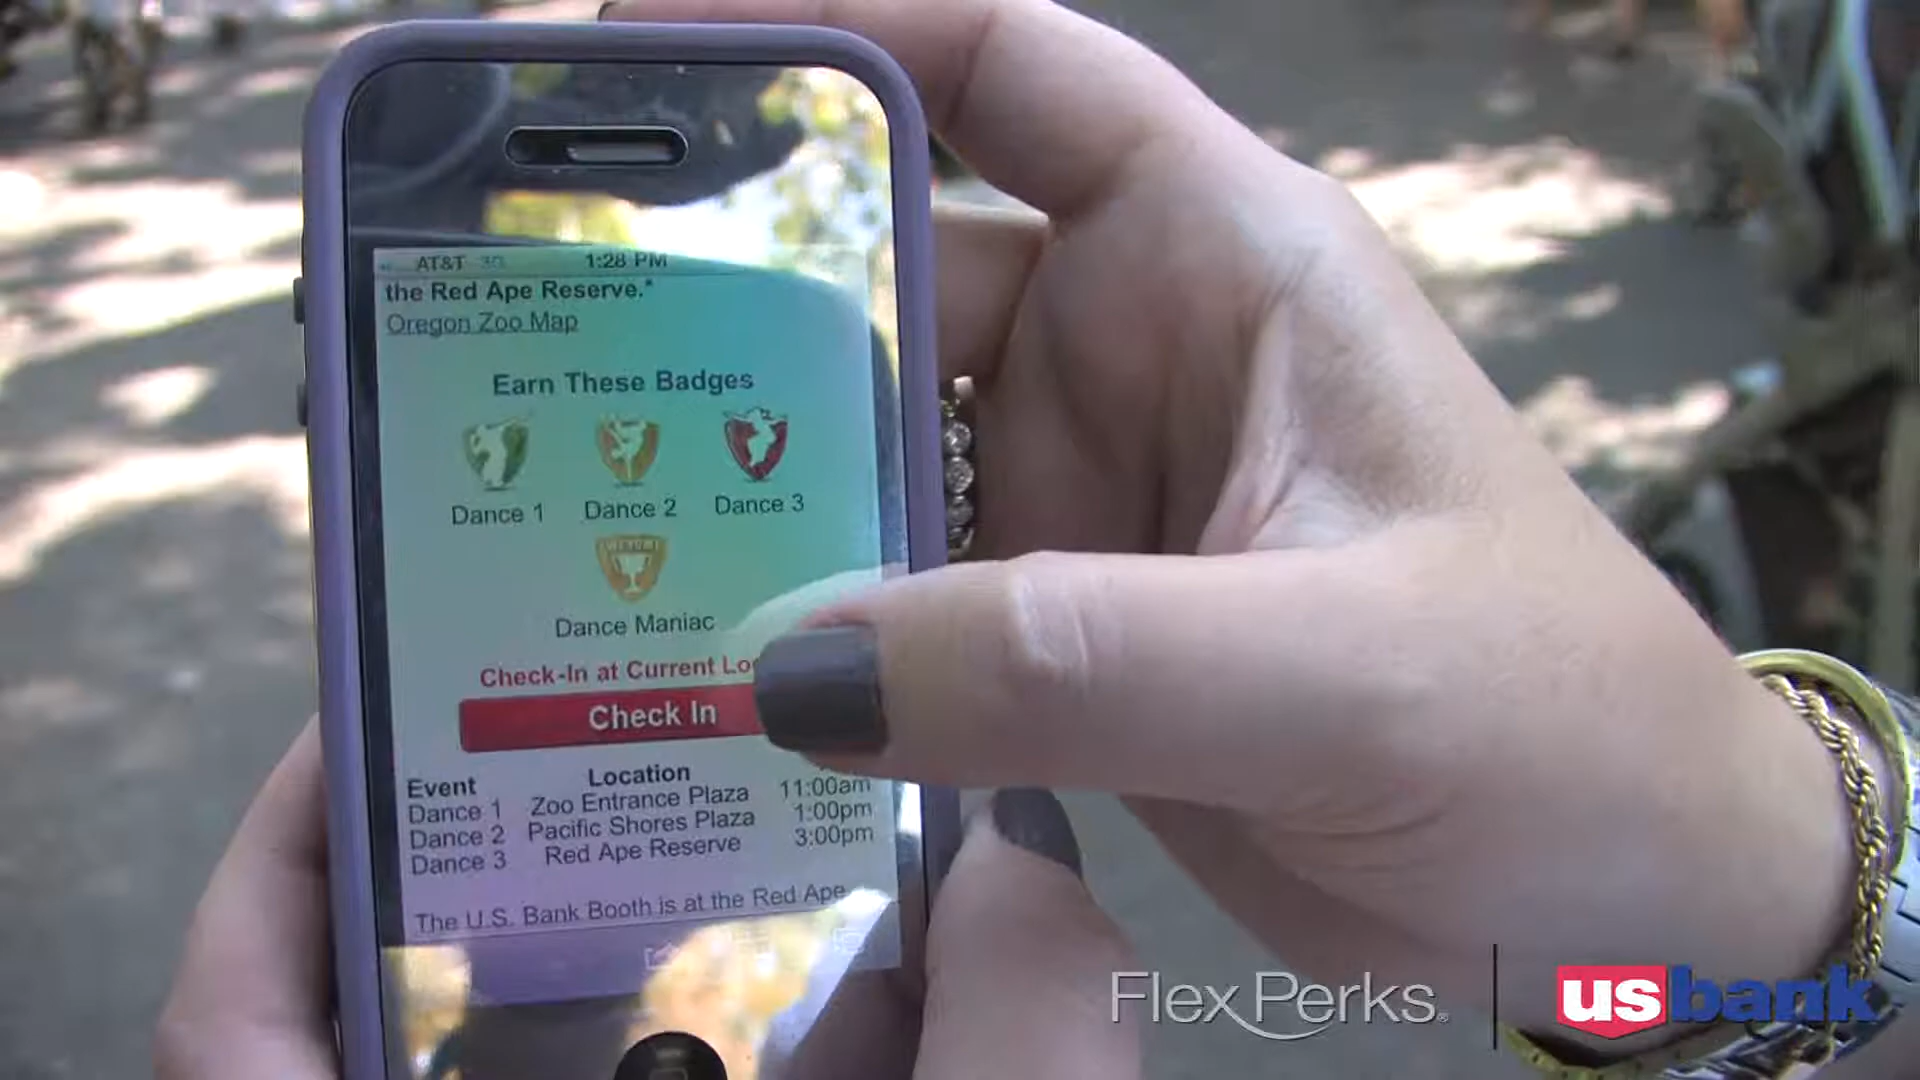 AT&T 3G 1:28 PM
the Red Ape Reserve.*
Oregon Zoo Map
Earn These Badges
Dance 1 Dance 2 Dance 3
Dance Maniac
Check-In at Current
Check In
Event Location
Dance 1 Zoo Entrance Plaza 11:00am
Dance 2 Pacific Shores Plaza 1:00pm
Dance 3 Red Ape Reserve 3:00pm
The U.S. Bank Booth is at the Red Ape
FlexPerks® usbank